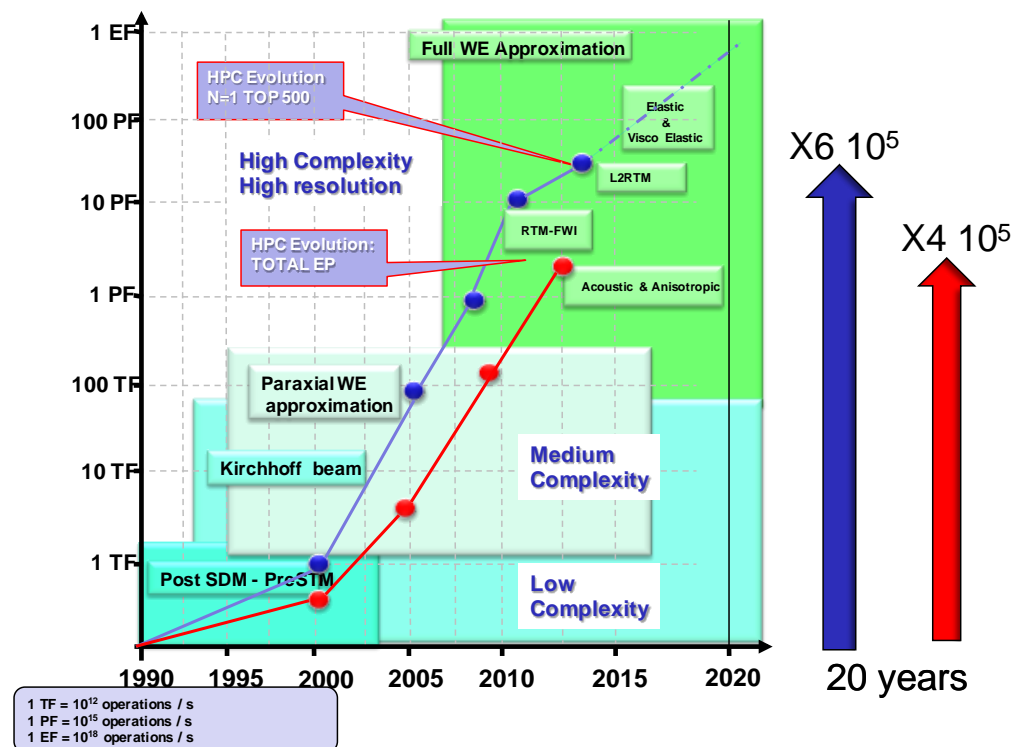 1 EF
100 PF
10 PF
1 PF
100 TF
10 TF
1 TF
Full WE Approximation
HPC Evolution
N=1 TOP 500
Elastic
&
Visco Elastic
High Complexity
High resolution
L2RTM
RTM-FWI
HPC Evolution:
TOTAL EP
Acoustic & Anisotropic
Paraxial WE
approximation
Kirchhoff beam
Medium
Complexity
Post SDM - PreSTM
Low
Complexity
1990
1995
2000
2005
2010
2015
2020
X6 10⁵
X4 10⁵
20 years
1 TF = 10¹² operations / s
1 PF = 10¹⁵ operations / s
1 EF = 10¹⁸ operations / s